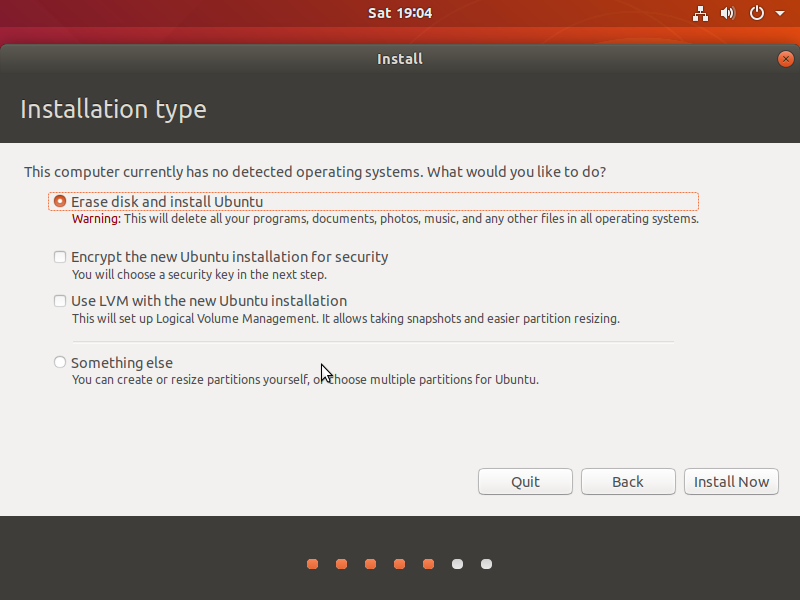 Sat 19:04
Install
Installation type
This computer currently has no detected operating systems. What would you like to do?
Erase disk and install Ubuntu
Warning: This will delete all your programs, documents, photos, music, and any other files in all operating systems.
Encrypt the new Ubuntu installation for security
You will choose a security key in the next step.
Use LVM with the new Ubuntu installation
This will set up Logical Volume Management. It allows taking snapshots and easier partition resizing.
Something else
You can create or resize partitions yourself, or choose multiple partitions for Ubuntu.
Quit
Back
Install Now